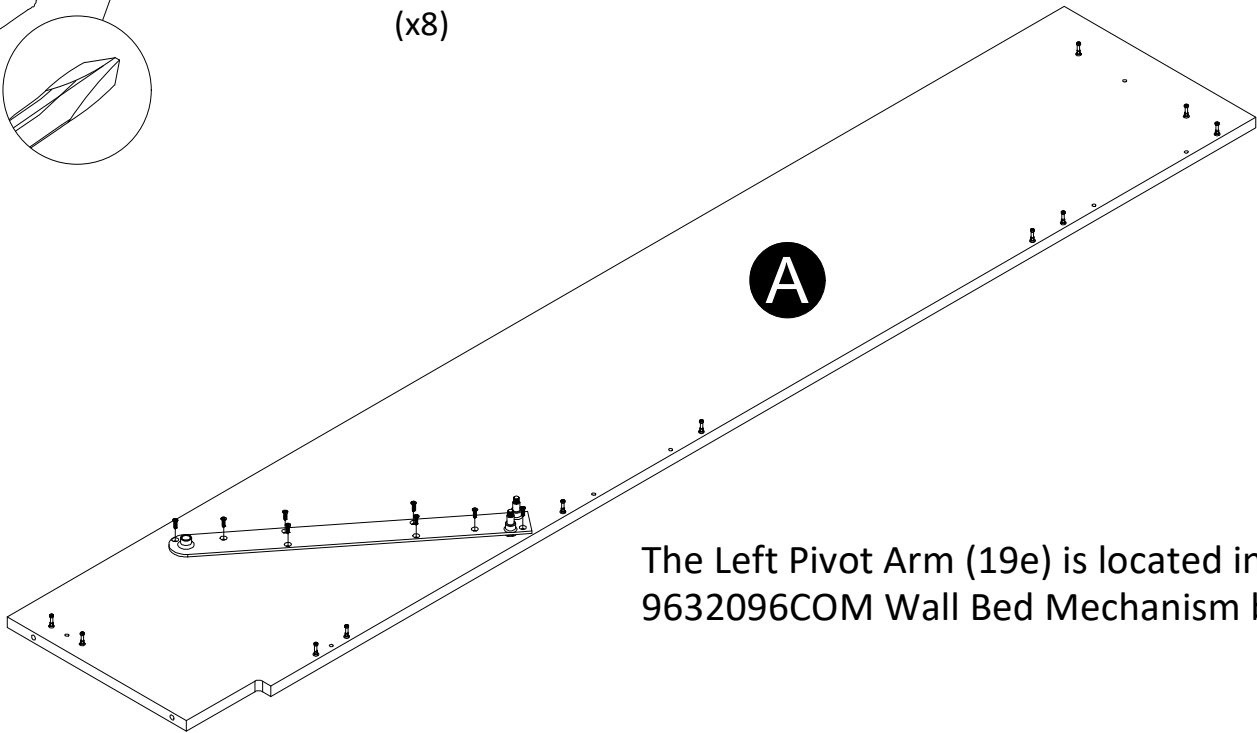 (x8)
A
The Left Pivot Arm (19e) is located in
9632096COM Wall Bed Mechanism